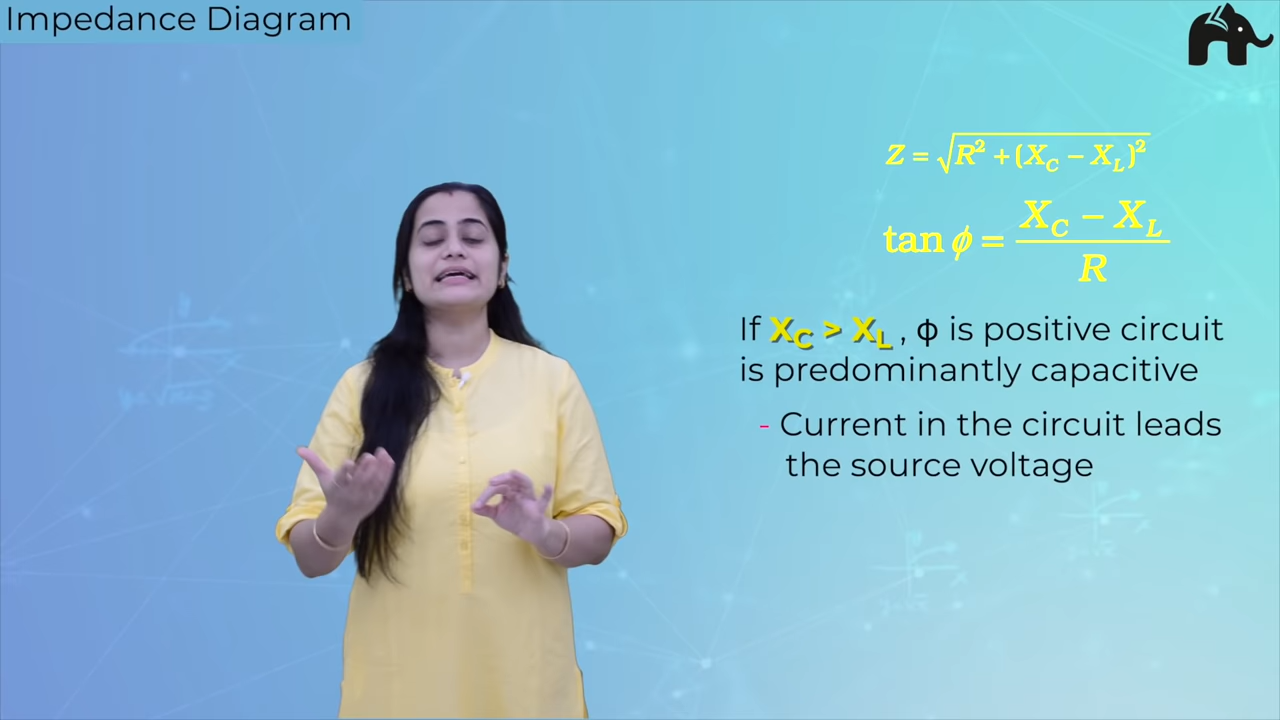 Impedance Diagram
Z = √R² + (X_C − X_L)²
tan ϕ = X_C − X_L / R
If X_C > X_L , ϕ is positive circuit
is predominantly capacitive
- Current in the circuit leads
the source voltage